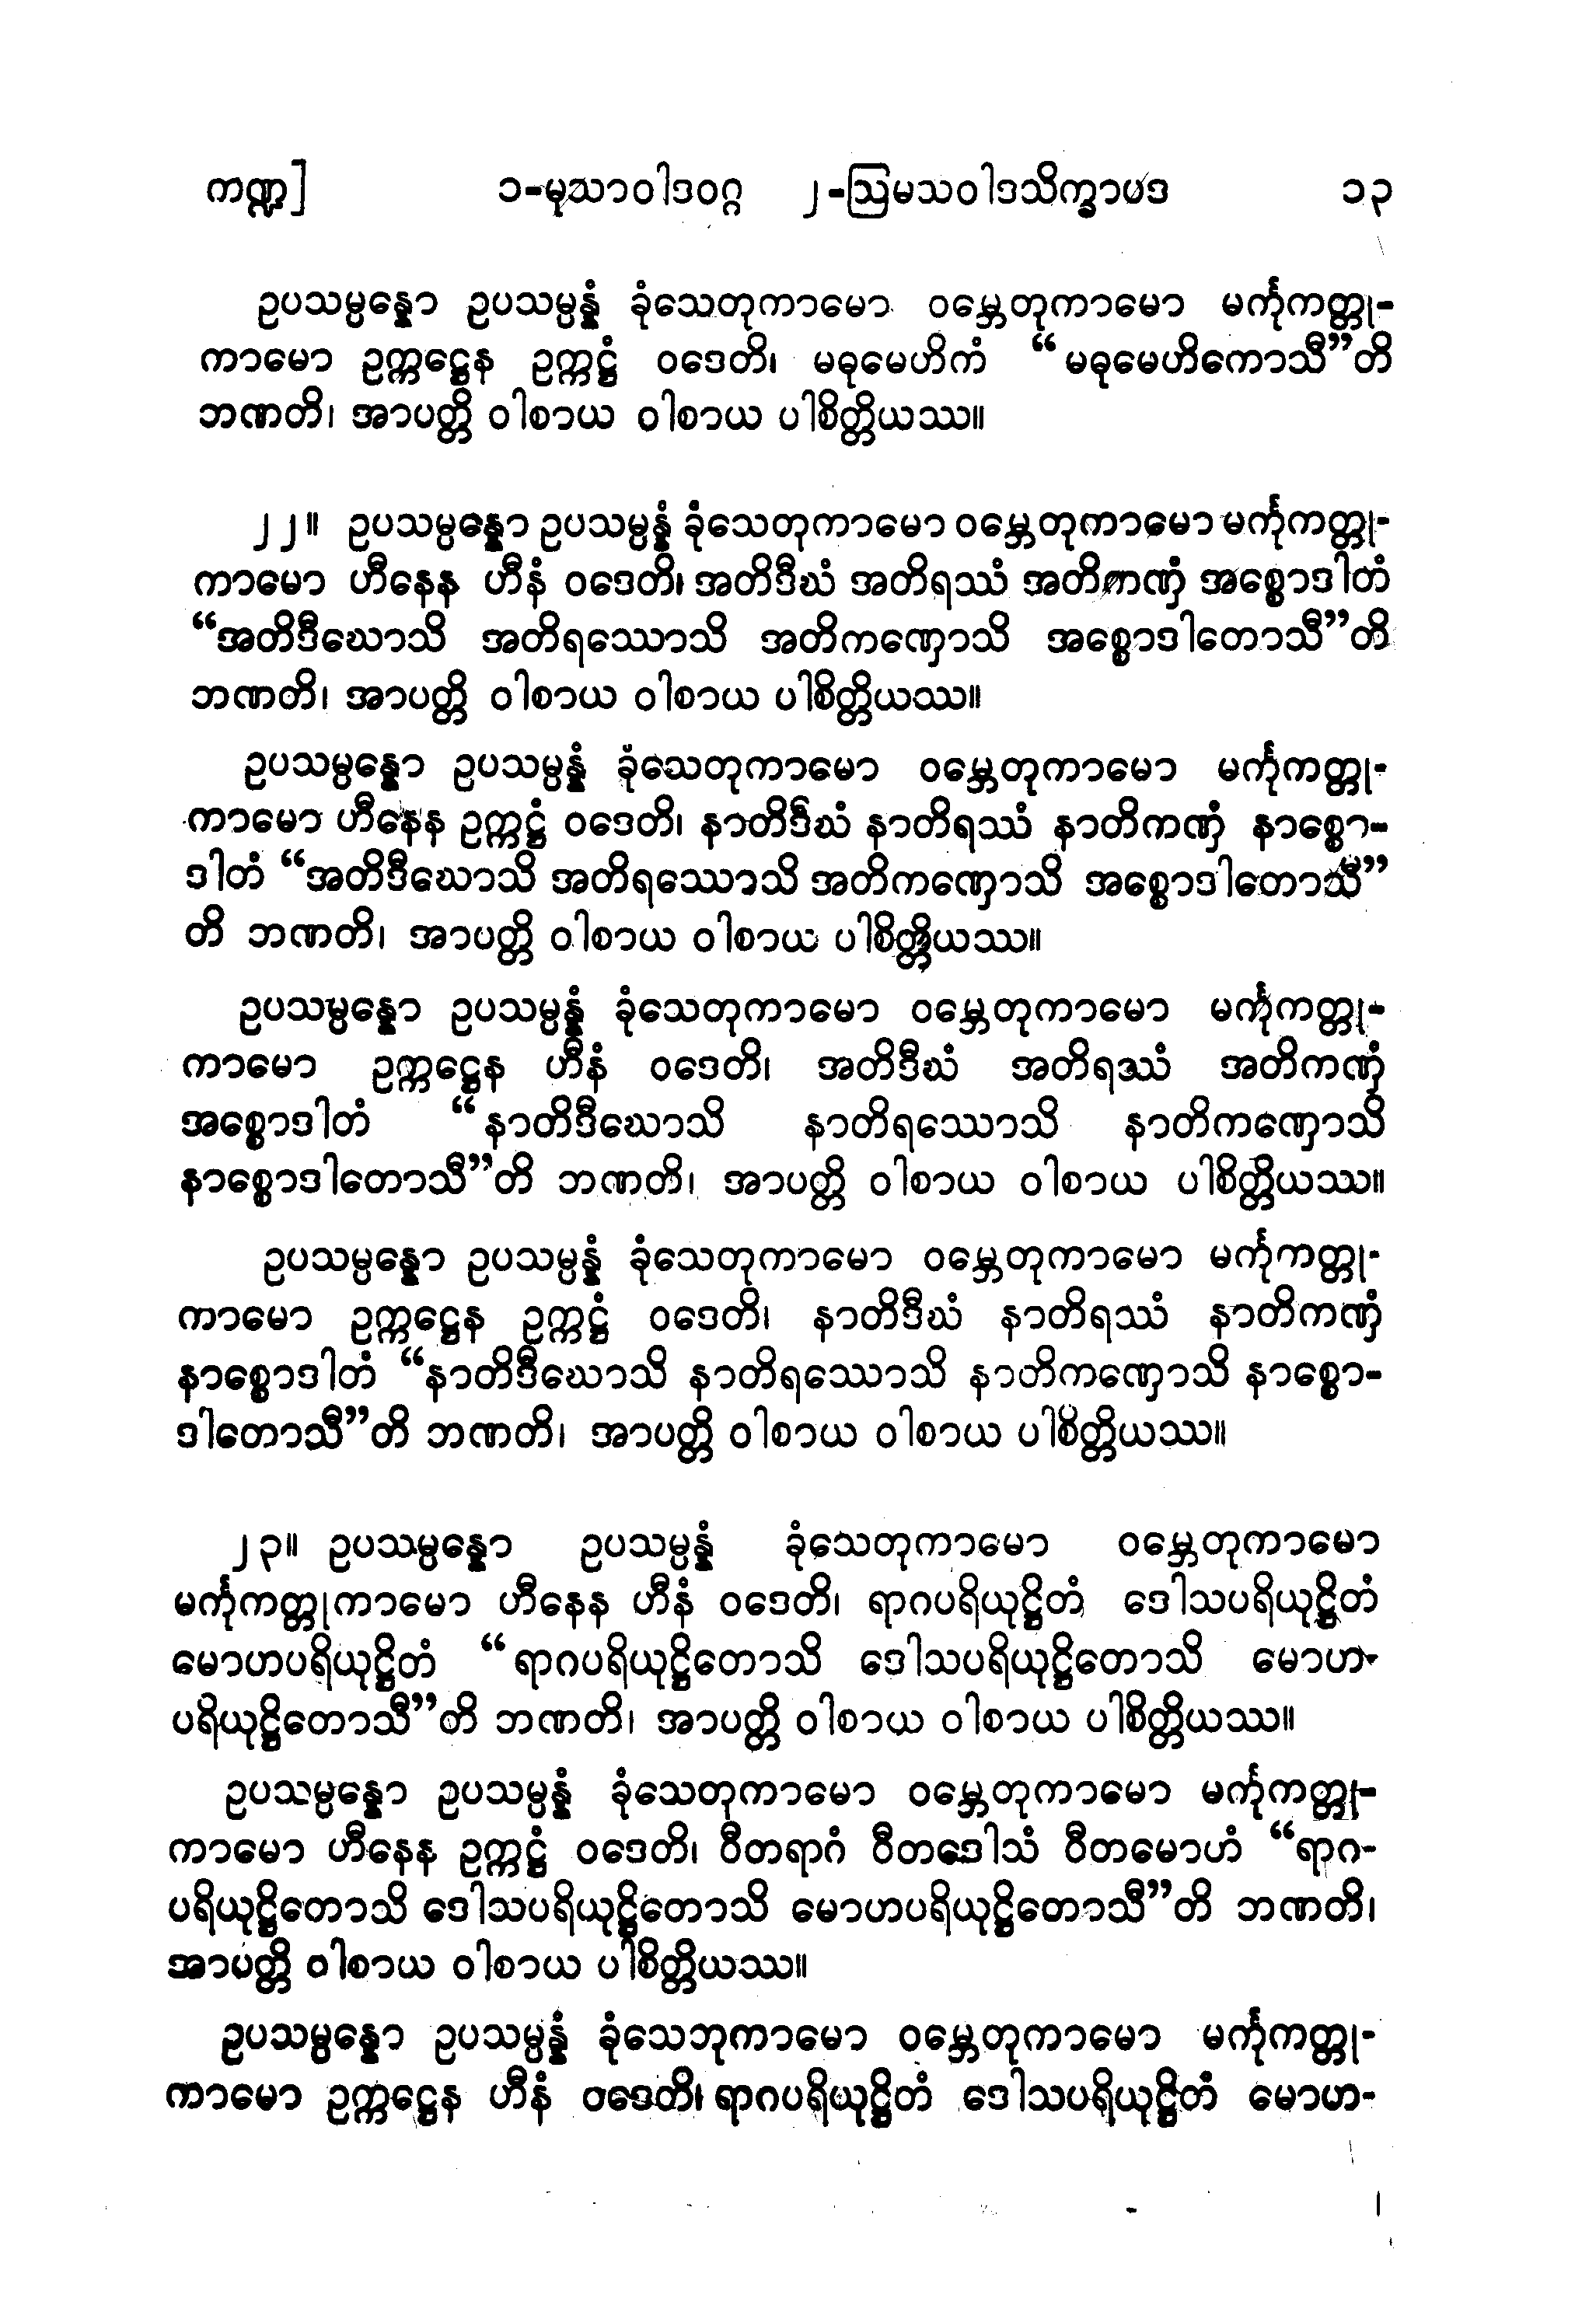 ကဏ္ဍ] ၁-မုသာဝါဒဝဂ္ဂ ၂-ဩမသဝါဒသိက္ခာပဒ ၁၃
ဥပသမ္ပန္နော ဥပသမ္ပန္နံ ခုံသေတုကာမော ဝမ္ဘေတုကာမော မင်္ကုကတ္တု-
ကာမော ဥက္ကဋ္ဌေန ဥက္ကဋ္ဌံ ဝဒေတိ၊ မဓုမေဟိကံ “မဓုမေဟိကောသီ”တိ
ဘဏတိ၊ အာပတ္တိ ဝါစာယ ဝါစာယ ပါစိတ္တိယဿ။
၂၂။ ဥပသမ္ပန္နော ဥပသမ္ပန္နံ ခုံသေတုကာမော ဝမ္ဘေတုကာမော မင်္ကုကတ္တု-
ကာမော ဟီနေန ဟီနံ ဝဒေတိ၊ အတိဒီဃံ အတိရဿံ အတိကဏှံ အစ္စောဒါတံ
“အတိဒီဃောသိ အတိရဿောသိ အတိကဏှောသိ အစ္စောဒါတောသီ”တိ
ဘဏတိ၊ အာပတ္တိ ဝါစာယ ဝါစာယ ပါစိတ္တိယဿ။
ဥပသမ္ပန္နော ဥပသမ္ပန္နံ ခုံသေတုကာမော ဝမ္ဘေတုကာမော မင်္ကုကတ္တု-
ကာမော ဟီနေန ဥက္ကဋ္ဌံ ဝဒေတိ၊ နာတိဒီဃံ နာတိရဿံ နာတိကဏှံ နာစ္စော-
ဒါတံ “အတိဒီဃောသိ အတိရဿောသိ အတိကဏှောသိ အစ္စောဒါတောသီ”
တိ ဘဏတိ၊ အာပတ္တိ ဝါစာယ ဝါစာယ ပါစိတ္တိယဿ။
ဥပသမ္ပန္နော ဥပသမ္ပန္နံ ခုံသေတုကာမော ဝမ္ဘေတုကာမော မင်္ကုကတ္တု-
ကာမော ဥက္ကဋ္ဌေန ဟီနံ ဝဒေတိ၊ အတိဒီဃံ အတိရဿံ အတိကဏှံ
အစ္စောဒါတံ “နာတိဒီဃောသိ နာတိရဿောသိ နာတိကဏှောသိ
နာစ္စောဒါတောသီ”တိ ဘဏတိ၊ အာပတ္တိ ဝါစာယ ဝါစာယ ပါစိတ္တိယဿ။
ဥပသမ္ပန္နော ဥပသမ္ပန္နံ ခုံသေတုကာမော ဝမ္ဘေတုကာမော မင်္ကုကတ္တု-
ကာမော ဥက္ကဋ္ဌေန ဥက္ကဋ္ဌံ ဝဒေတိ၊ နာတိဒီဃံ နာတိရဿံ နာတိကဏှံ
နာစ္စောဒါတံ “နာတိဒီဃောသိ နာတိရဿောသိ နာတိကဏှောသိ နာစ္စော-
ဒါတောသီ”တိ ဘဏတိ၊ အာပတ္တိ ဝါစာယ ဝါစာယ ပါစိတ္တိယဿ။
၂၃။ ဥပသမ္ပန္နော ဥပသမ္ပန္နံ ခုံသေတုကာမော ဝမ္ဘေတုကာမော
မင်္ကုကတ္တုကာမော ဟီနေန ဟီနံ ဝဒေတိ၊ ရာဂပရိယုဋ္ဌိတံ ဒေါသပရိယုဋ္ဌိတံ
မောဟပရိယုဋ္ဌိတံ “ရာဂပရိယုဋ္ဌိတောသိ ဒေါသပရိယုဋ္ဌိတောသိ မောဟ-
ပရိယုဋ္ဌိတောသီ”တိ ဘဏတိ၊ အာပတ္တိ ဝါစာယ ဝါစာယ ပါစိတ္တိယဿ။
ဥပသမ္ပန္နော ဥပသမ္ပန္နံ ခုံသေတုကာမော ဝမ္ဘေတုကာမော မင်္ကုကတ္တု-
ကာမော ဟီနေန ဥက္ကဋ္ဌံ ဝဒေတိ၊ ဝီတရာဂံ ဝီတဒေါသံ ဝီတမောဟံ “ရာဂ-
ပရိယုဋ္ဌိတောသိ ဒေါသပရိယုဋ္ဌိတောသိ မောဟပရိယုဋ္ဌိတောသီ”တိ ဘဏတိ၊
အာပတ္တိ ဝါစာယ ဝါစာယ ပါစိတ္တိယဿ။
ဥပသမ္ပန္နော ဥပသမ္ပန္နံ ခုံသေဘုကာမော ဝမ္ဘေတုကာမော မင်္ကုကတ္တု-
ကာမော ဥက္ကဋ္ဌေန ဟီနံ ဝဒေတိ၊ ရာဂပရိယုဋ္ဌိတံ ဒေါသပရိယုဋ္ဌိတံ မောဟ-